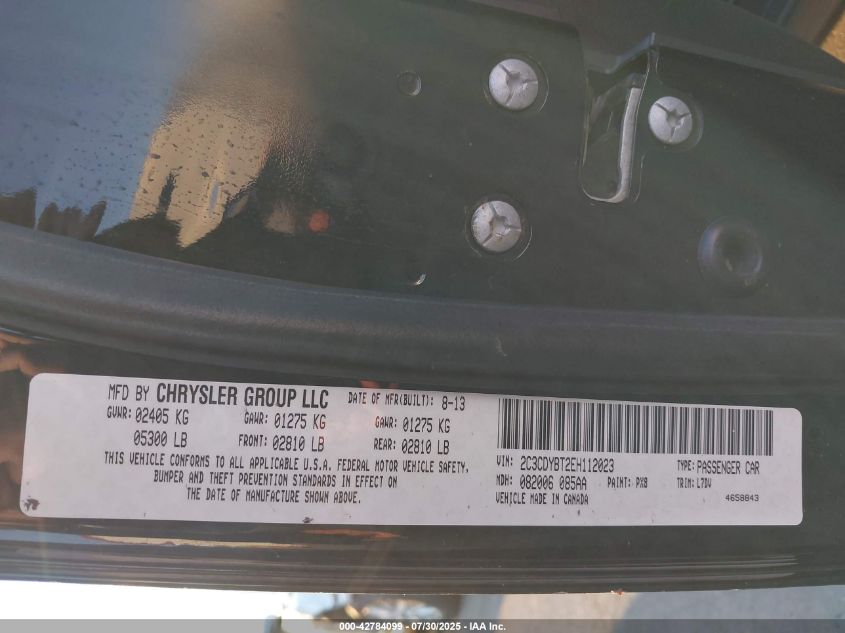 MFD BY CHRYSLER GROUP LLC DATE OF MFR(BUILT): 8-13
GVWR: 02405 KG GAWR: 01275 KG GAWR: 01275 KG
05300 LB FRONT: 02810 LB REAR: 02810 LB
THIS VEHICLE CONFORMS TO ALL APPLICABLE U.S.A. FEDERAL MOTOR VEHICLE SAFETY,
BUMPER AND THEFT PREVENTION STANDARDS IN EFFECT ON
THE DATE OF MANUFACTURE SHOWN ABOVE.
VIN: 2C3CDYBT2EH112023 TYPE: PASSENGER CAR
MDH: 082006 085AA PAINT: PX8 TRIM: L7DV
VEHICLE MADE IN CANADA 4658843
000-42784099 - 07/30/2025 - IAA Inc.